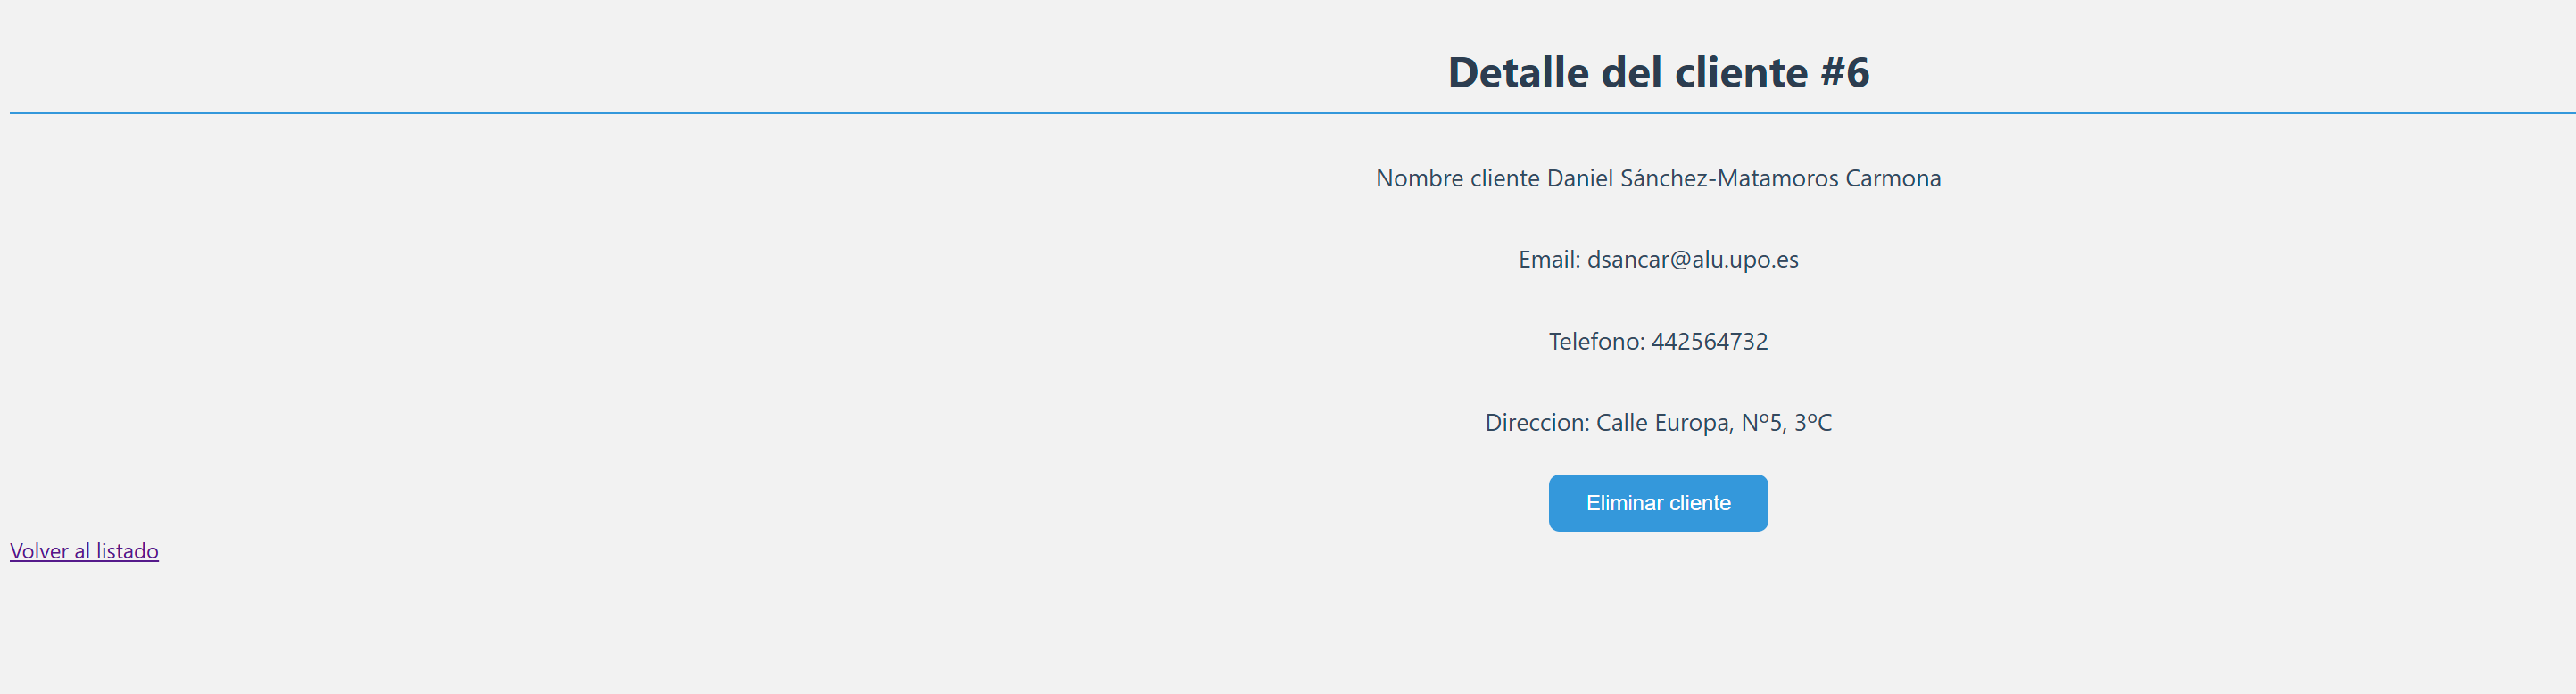 Detalle del cliente #6
Nombre cliente Daniel Sánchez-Matamoros Carmona
Email: dsancar@alu.upo.es
Telefono: 442564732
Direccion: Calle Europa, Nº5, 3ºC
Eliminar cliente
Volver al listado